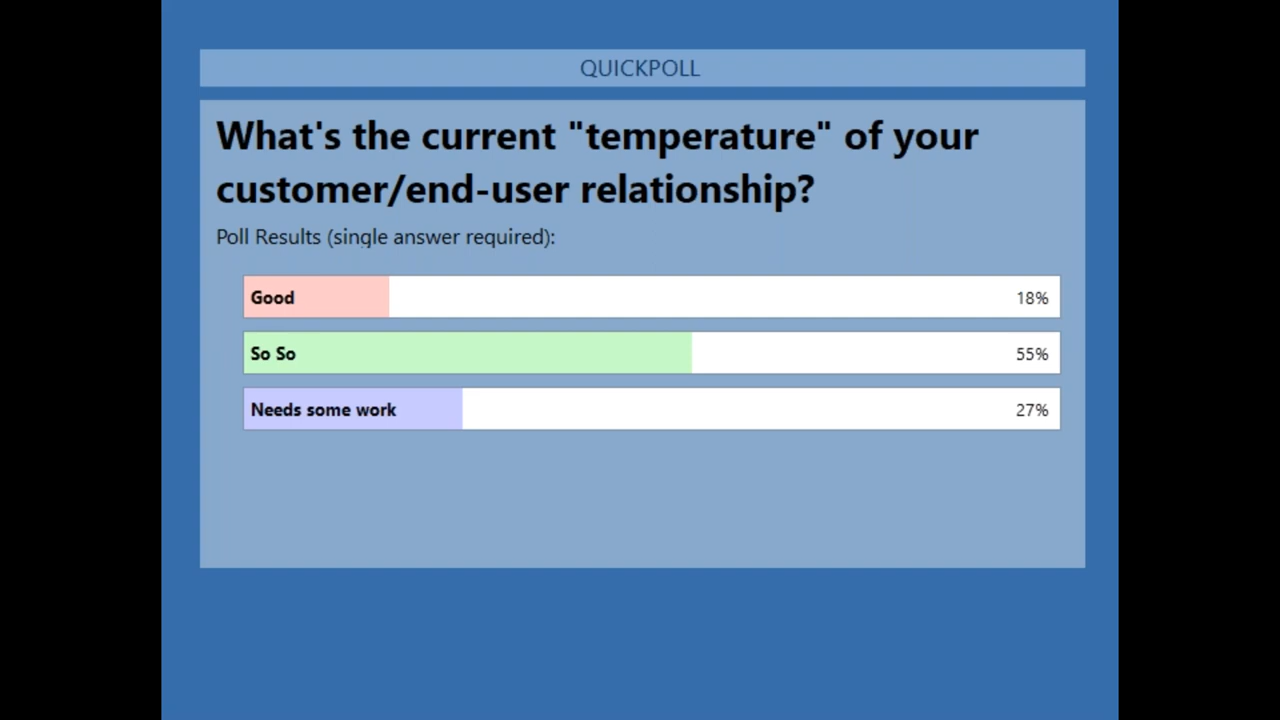 QUICKPOLL
What's the current "temperature" of your
customer/end-user relationship?
Poll Results (single answer required):
Good 18%
So So 55%
Needs some work 27%